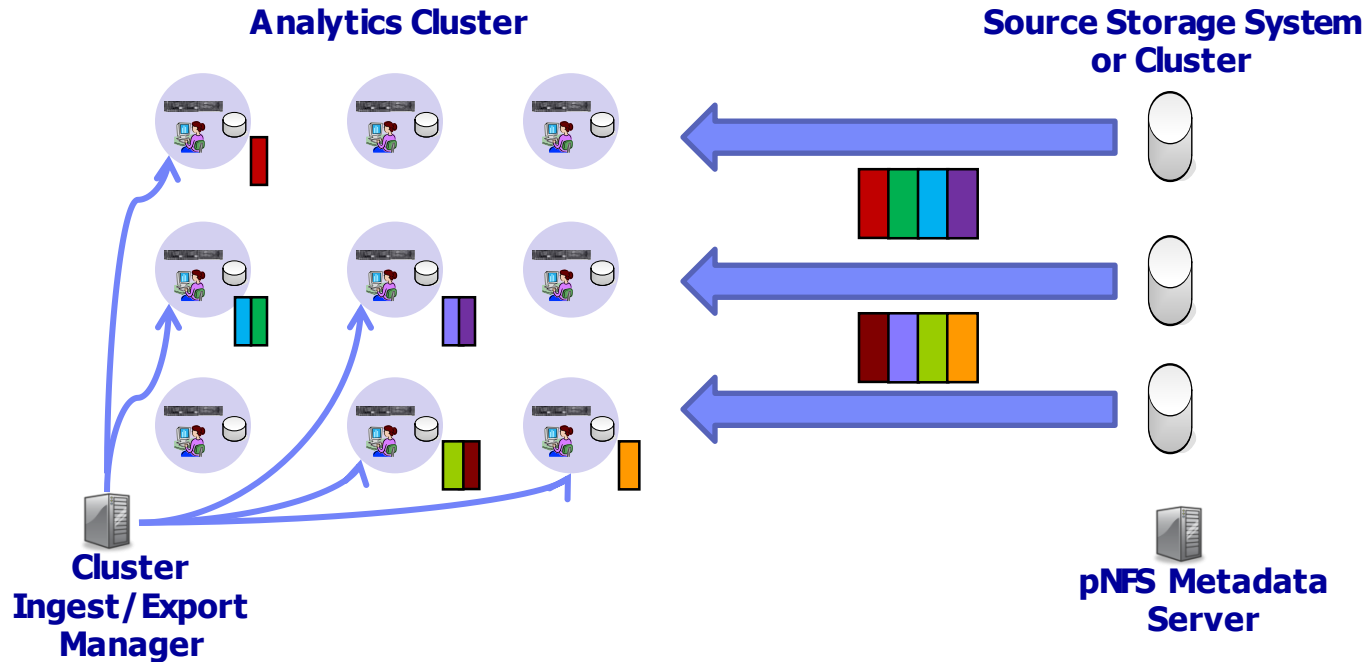 Analytics Cluster
Source Storage System
or Cluster
Cluster
Ingest/Export
Manager
pNFS Metadata
Server